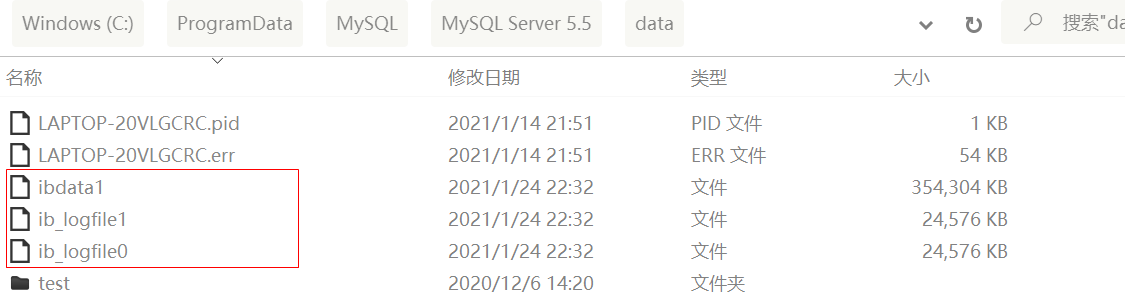 Windows (C:) ProgramData MySQL MySQL Server 5.5 data 搜索"da
名称 修改日期 类型 大小
LAPTOP-20VLGCRC.pid 2021/1/14 21:51 PID 文件 1 KB
LAPTOP-20VLGCRC.err 2021/1/14 21:51 ERR 文件 54 KB
ibdata1 2021/1/24 22:32 文件 354,304 KB
ib_logfile1 2021/1/24 22:32 文件 24,576 KB
ib_logfile0 2021/1/24 22:32 文件 24,576 KB
test 2020/12/6 14:20 文件夹